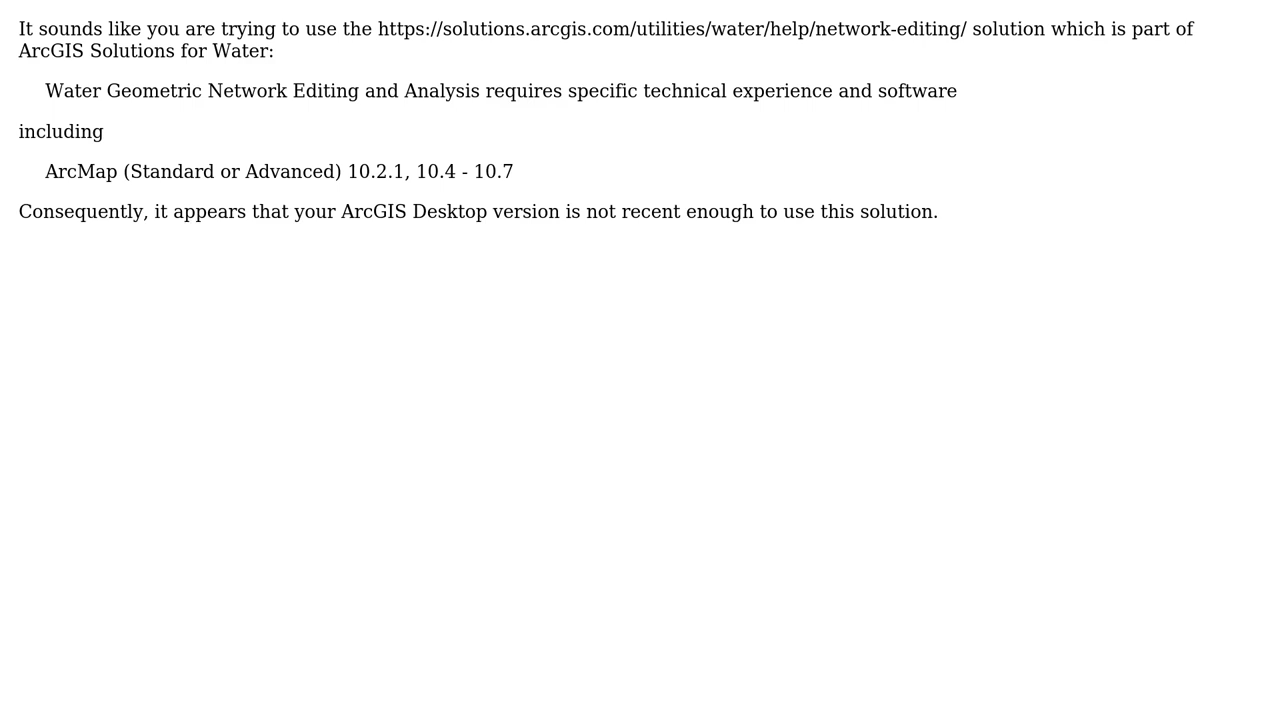 It sounds like you are trying to use the https://solutions.arcgis.com/utilities/water/help/network-editing/ solution which is part of
ArcGIS Solutions for Water:
Water Geometric Network Editing and Analysis requires specific technical experience and software
including
ArcMap (Standard or Advanced) 10.2.1, 10.4 - 10.7
Consequently, it appears that your ArcGIS Desktop version is not recent enough to use this solution.